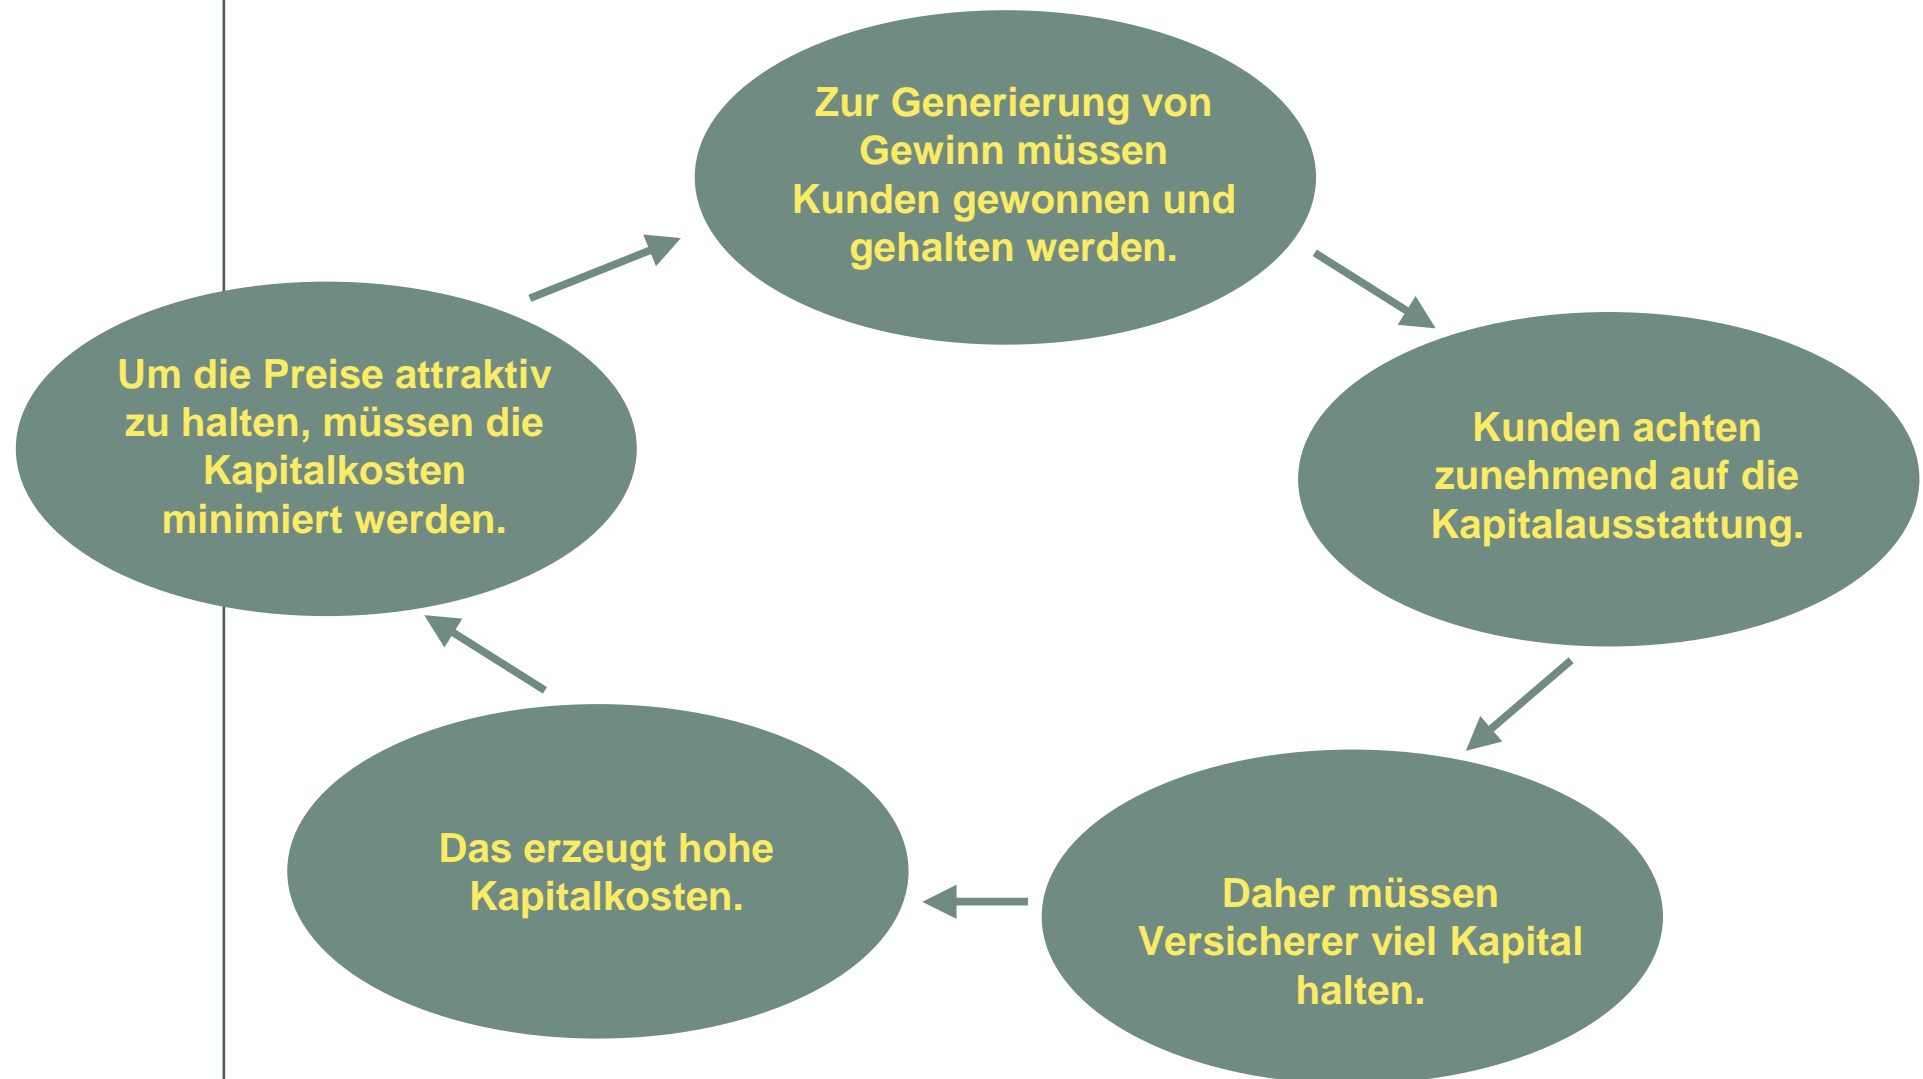 Zur Generierung von
Gewinn müssen
Kunden gewonnen und
gehalten werden.
Kunden achten
zunehmend auf die
Kapitalausstattung.
Daher müssen
Versicherer viel Kapital
halten.
Das erzeugt hohe
Kapitalkosten.
Um die Preise attraktiv
zu halten, müssen die
Kapitalkosten
minimiert werden.